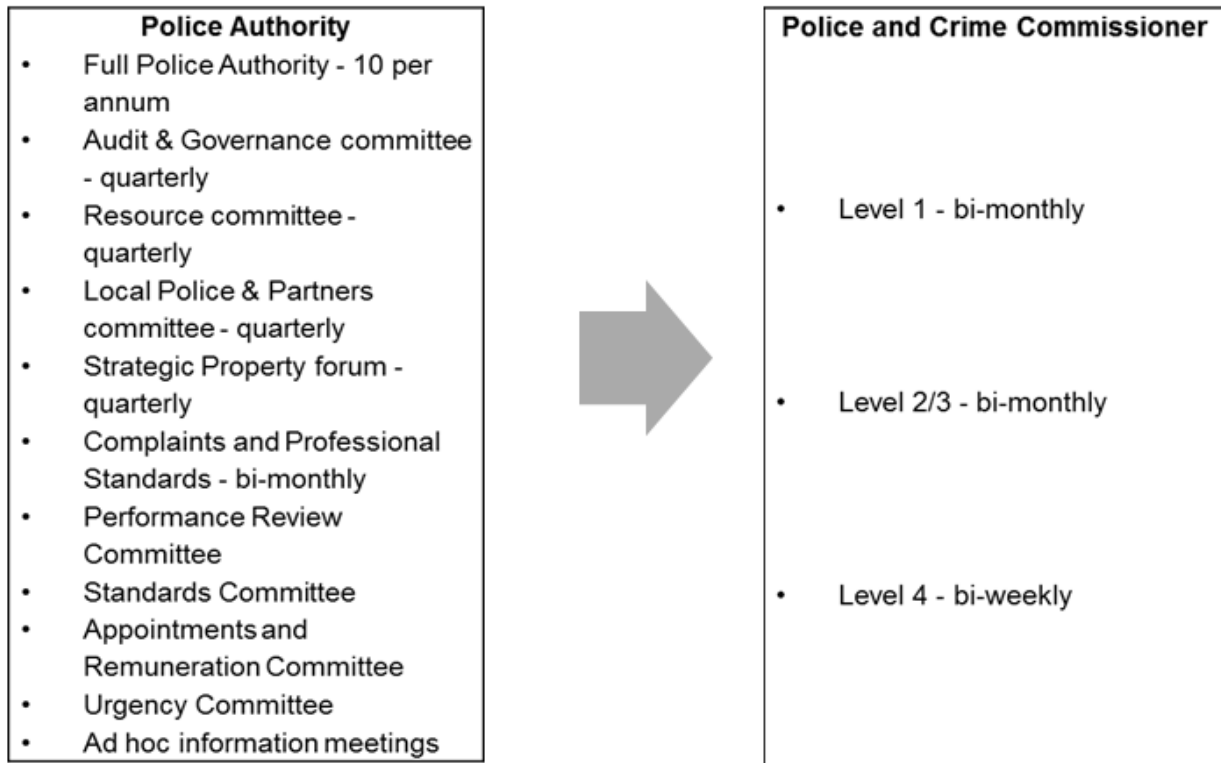 Police Authority
• Full Police Authority - 10 per
annum
• Audit & Governance committee
- quarterly
• Resource committee -
quarterly
• Local Police & Partners
committee - quarterly
• Strategic Property forum -
quarterly
• Complaints and Professional
Standards - bi-monthly
• Performance Review
Committee
• Standards Committee
• Appointments and
Remuneration Committee
• Urgency Committee
• Ad hoc information meetings
Police and Crime Commissioner
• Level 1 - bi-monthly
• Level 2/3 - bi-monthly
• Level 4 - bi-weekly